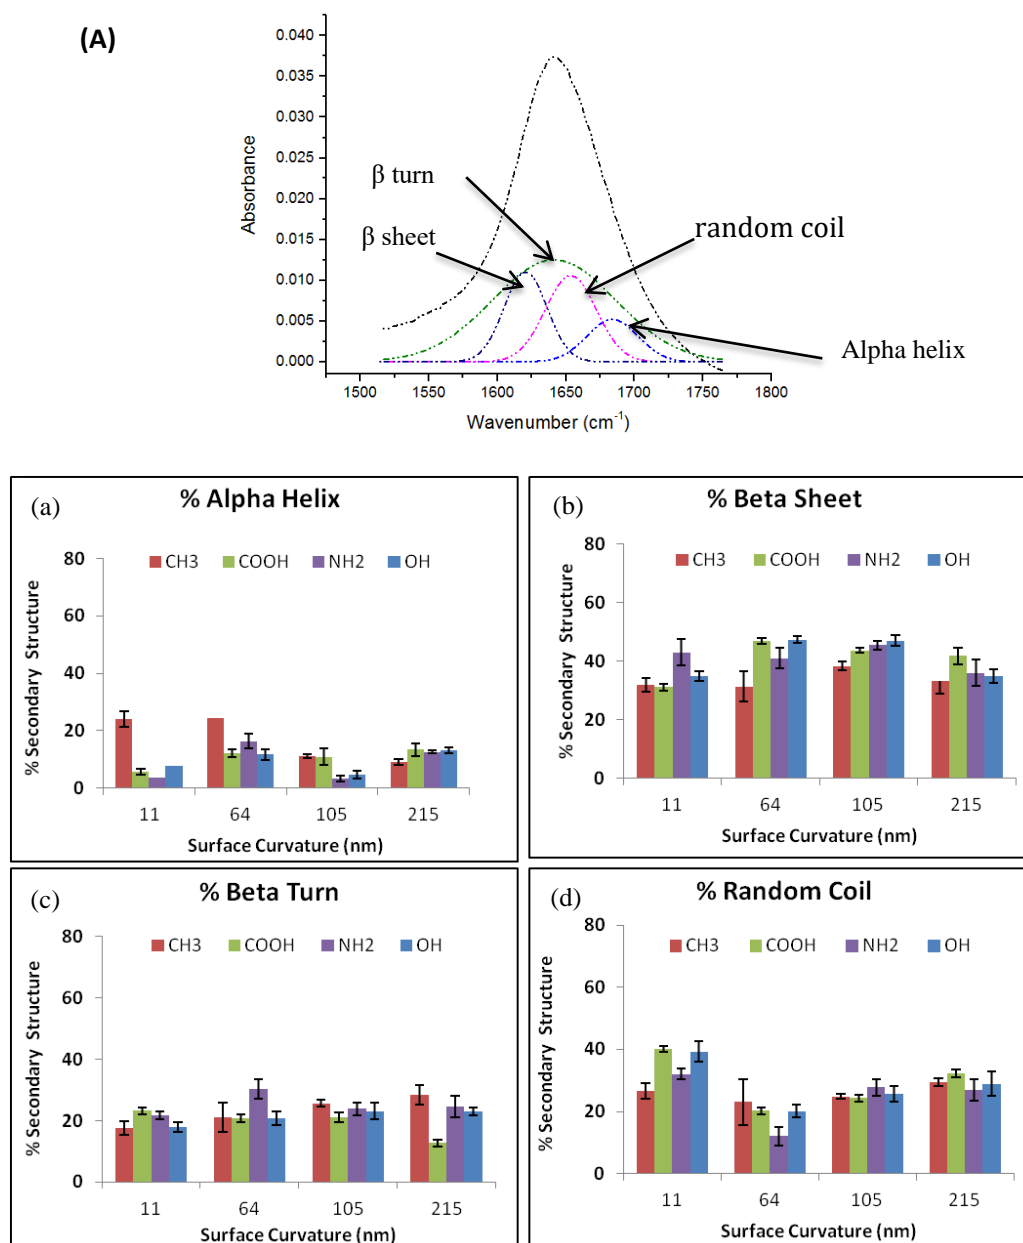 (A)
0.040
0.035
0.030
0.025
0.020
0.015
0.010
0.005
0.000
Absorbance
β turn
β sheet
random coil
Alpha helix
1500 1550 1600 1650 1700 1750 1800
Wavenumber (cm⁻¹)
(a)
% Alpha Helix
CH3 COOH NH2 OH
80
60
40
20
0
% Secondary Structure
11 64 105 215
Surface Curvature (nm)
(b)
% Beta Sheet
CH3 COOH NH2 OH
80
60
40
20
0
% Secondary Structure
11 64 105 215
Surface Curvature (nm)
(c)
% Beta Turn
CH3 COOH NH2 OH
80
60
40
20
0
% Secondary Structure
11 64 105 215
Surface Curvature (nm)
(d)
% Random Coil
CH3 COOH NH2 OH
80
60
40
20
0
% Secondary Structure
11 64 105 215
Surface Curvature (nm)